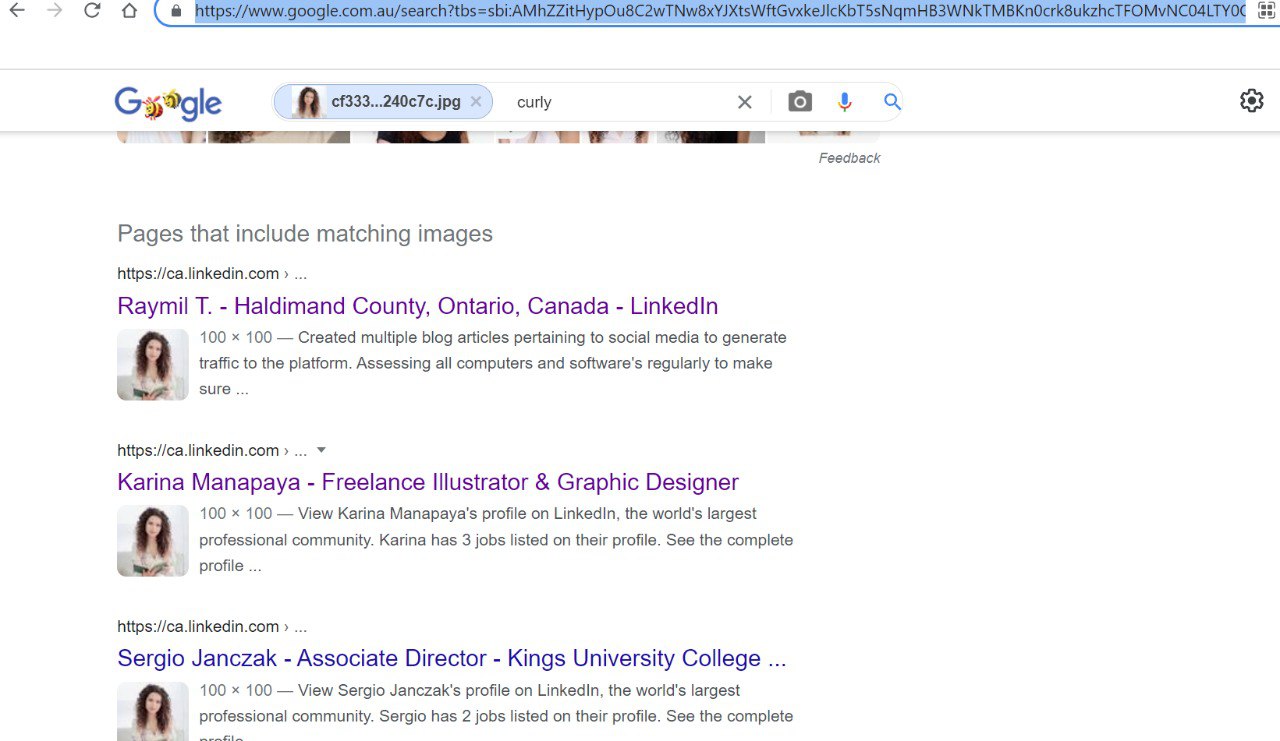 https://www.google.com.au/search?tbs=sbi:AMhZZitHypOu8C2wTNw8xYJXtsWftGvxkeJlcKbT5sNqmHB3WNkTMBKn0crk8ukzhcTFOMvNC04LTY0C
Google
cf333...240c7c.jpg
curly
Feedback
Pages that include matching images
https://ca.linkedin.com › ...
Raymil T. - Haldimand County, Ontario, Canada - LinkedIn
100 × 100 — Created multiple blog articles pertaining to social media to generate
traffic to the platform. Assessing all computers and software's regularly to make
sure ...
https://ca.linkedin.com › ...
Karina Manapaya - Freelance Illustrator & Graphic Designer
100 × 100 — View Karina Manapaya's profile on LinkedIn, the world's largest
professional community. Karina has 3 jobs listed on their profile. See the complete
profile ...
https://ca.linkedin.com › ...
Sergio Janczak - Associate Director - Kings University College ...
100 × 100 — View Sergio Janczak's profile on LinkedIn, the world's largest
professional community. Sergio has 2 jobs listed on their profile. See the complete
profile